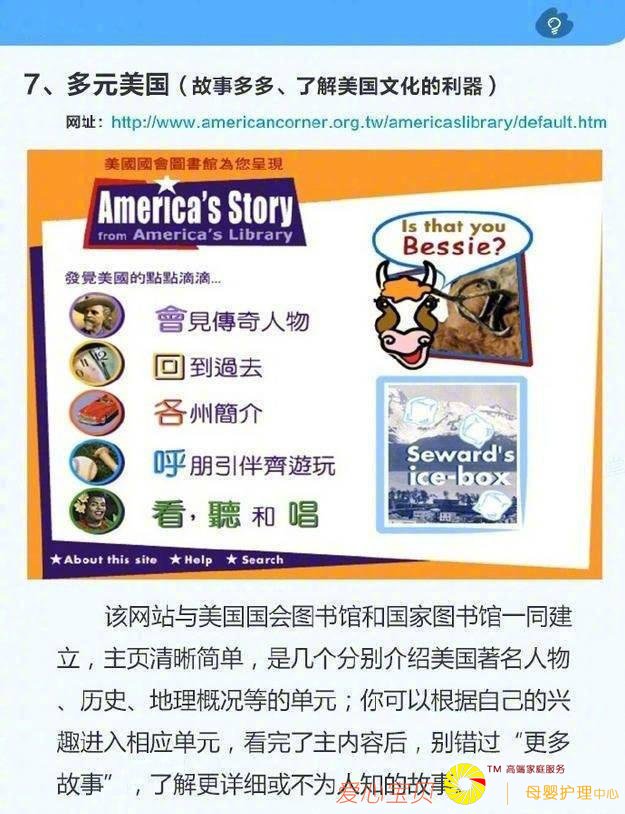 7、多元美国（故事多多、了解美国文化的利器）
网址：http://www.americancorner.org.tw/americaslibrary/default.htm
美國國會圖書館為您呈現
America's Story
from America's Library
發覺美國的點點滴滴...
會見傳奇人物
回到過去
各州簡介
呼朋引伴齊遊玩
看，聽和唱
Is that you
Bessie?
Seward's
ice-box
★About this site ★Help ★Search
该网站与美国国会图书馆和国家图书馆一同建
立，主页清晰简单，是几个分别介绍美国著名人物
、历史、地理概况等的单元；你可以根据自己的兴
趣进入相应单元，看完了主内容后，别错过“更多
故事”，了解更详细或不为人知的故事。
爱心宝贝 TM 高端家庭服务 | 母婴护理中心